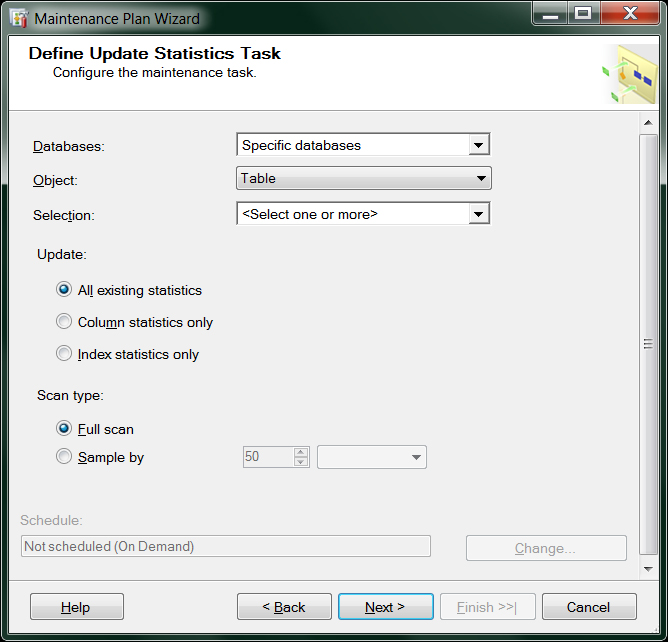 Maintenance Plan Wizard
Define Update Statistics Task
Configure the maintenance task.
Databases: Specific databases
Object: Table
Selection: <Select one or more>
Update:
All existing statistics
Column statistics only
Index statistics only
Scan type:
Full scan
Sample by 50
Schedule:
Not scheduled (On Demand) Change...
Help < Back Next > Finish >>| Cancel